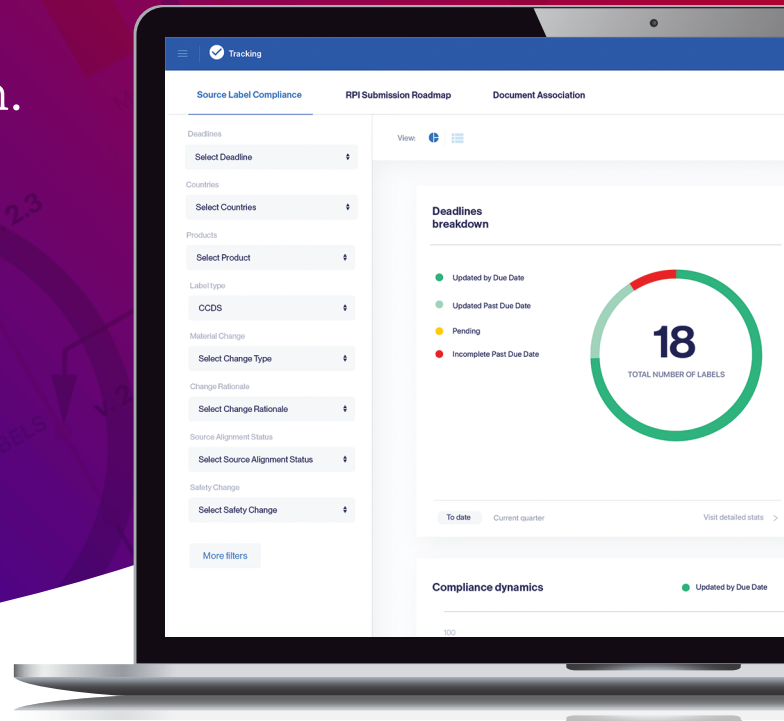 n.
Tracking
Source Label Compliance
RPI Submission Roadmap
Document Association
Deadlines
Select Deadline
Countries
Select Countries
Products
Select Product
Label type
CCDS
Material Change
Select Change Type
Change Rationale
Select Change Rationale
Source Alignment Status
Select Source Alignment Status
Safety Change
Select Safety Change
More filters
View:
Deadlines
breakdown
Updated by Due Date
Updated Past Due Date
Pending
Incomplete Past Due Date
18
TOTAL NUMBER OF LABELS
To date
Current quarter
Visit detailed stats
Compliance dynamics
Updated by Due Date
100
2.3